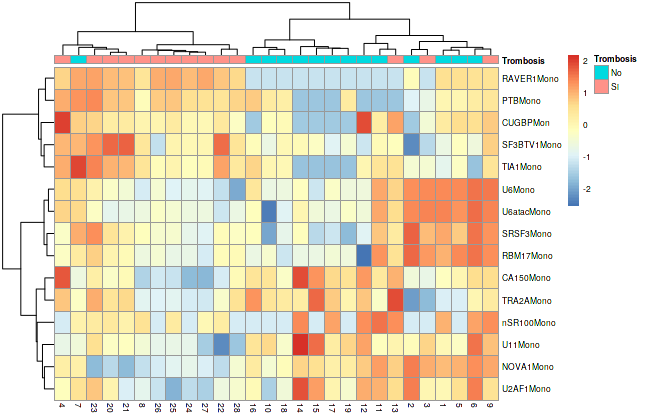 Trombosis
RAVER1Mono
PTBMono
CUGBPMon
SF3BTV1Mono
TIA1Mono
U6Mono
U6atacMono
SRSF3Mono
RBM17Mono
CA150Mono
TRA2AMono
nSR100Mono
U11Mono
NOVA1Mono
U2AF1Mono
4 7 23 20 21 8 26 25 24 27 22 28 16 10 18 14 15 17 19 11 12 13 2 3 1 5 6 9
2
1
0
-1
-2
Trombosis
No
SI